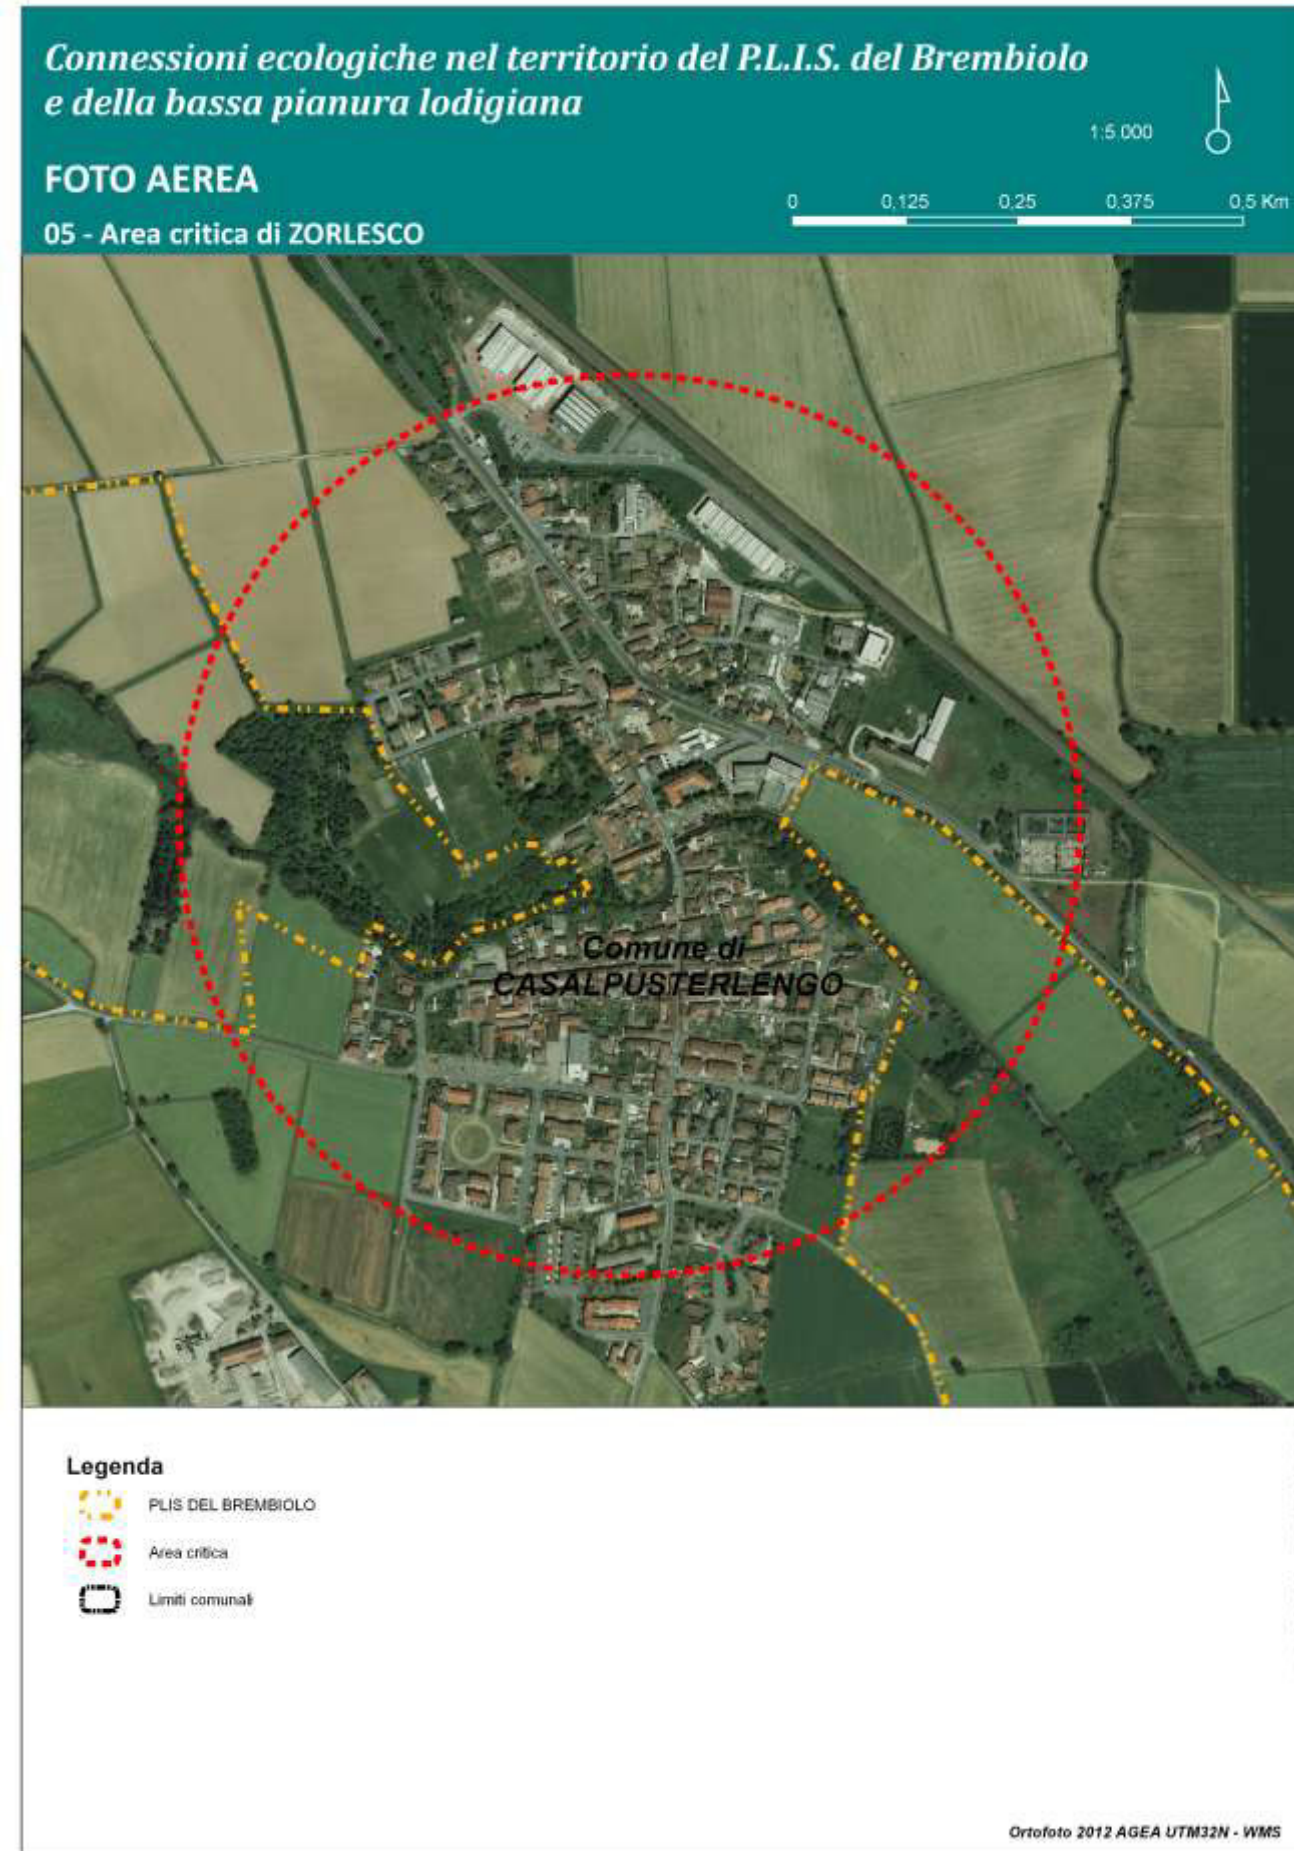 Connessioni ecologiche nel territorio del P.L.I.S. del Brembiolo
e della bassa pianura lodigiana
1:5 000
FOTO AEREA
0 0,125 0,25 0,375 0,5 Km
05 - Area critica di ZORLESCO
Comune di
CASALPUSTERLENGO
Legenda
PLIS DEL BREMBIOLO
Area critica
Limiti comunali
Ortofoto 2012 AGEA UTM32N - WMS